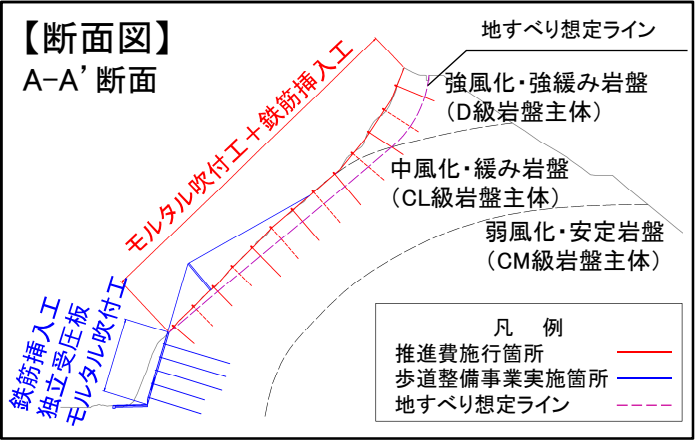 【断面図】
A-A’断面
地すべり想定ライン
強風化・強緩み岩盤
（D級岩盤主体）
モルタル吹付工＋鉄筋挿入工
中風化・緩み岩盤
（CL級岩盤主体）
弱風化・安定岩盤
（CM級岩盤主体）
鉄筋挿入工
独立受圧板
モルタル吹付工
凡　例
推進費施行箇所
歩道整備事業実施箇所
地すべり想定ライン